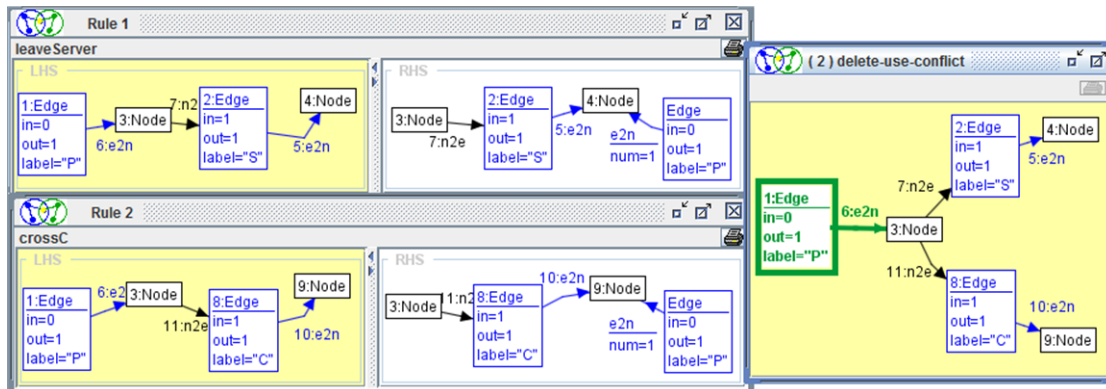 Rule 1
leaveServer
LHS
1:Edge
in=0
out=1
label="P"
6:e2n
3:Node
7:n2
2:Edge
in=1
out=1
label="S"
4:Node
5:e2n
RHS
3:Node
7:n2e
2:Edge
in=1
out=1
label="S"
4:Node
5:e2n
e2n
num=1
Edge
in=0
out=1
label="P"
Rule 2
crossC
LHS
1:Edge
in=0
out=1
label="P"
6:e2
3:Node
11:n2e
8:Edge
in=1
out=1
label="C"
9:Node
10:e2n
RHS
3:Node
11:n2
8:Edge
in=1
out=1
label="C"
10:e2n
9:Node
e2n
num=1
Edge
in=0
out=1
label="P"
( 2 ) delete-use-conflict
1:Edge
in=0
out=1
label="P"
6:e2n
3:Node
7:n2e
2:Edge
in=1
out=1
label="S"
4:Node
5:e2n
11:n2e
8:Edge
in=1
out=1
label="C"
10:e2n
9:Node